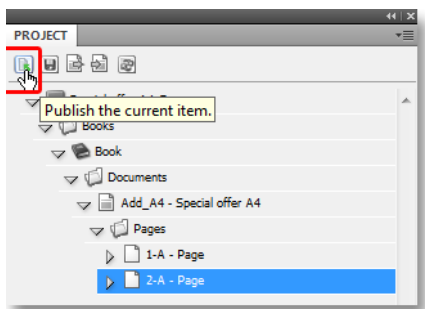 PROJECT
Publish the current item.
Books
Book
Documents
Add_A4 - Special offer A4
Pages
1-A - Page
2-A - Page